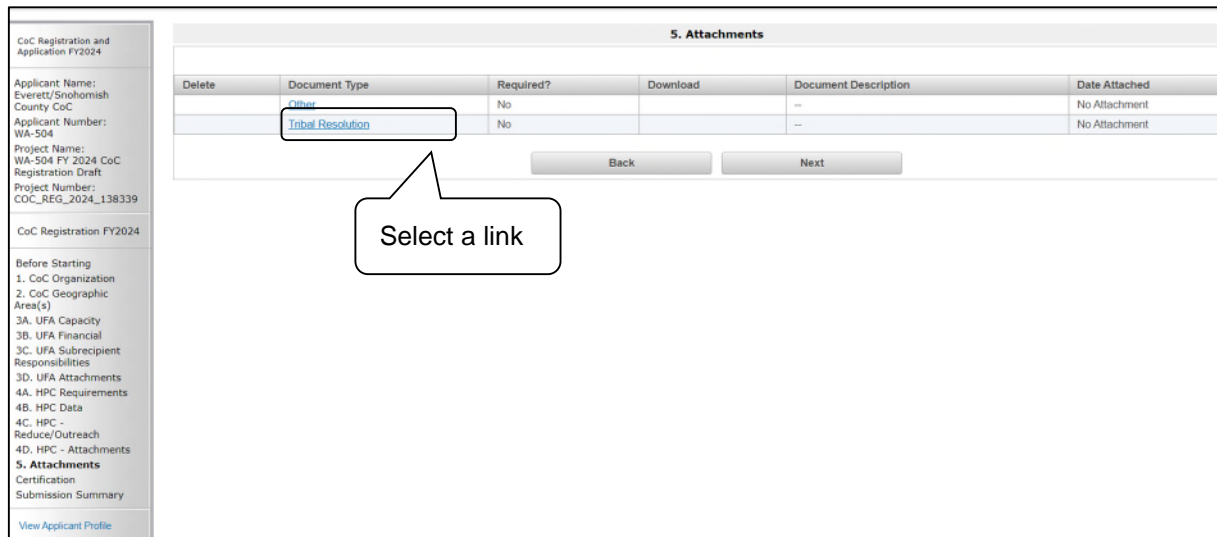 CoC Registration and
Application FY2024
Applicant Name:
Everett/Snohomish
County CoC
Applicant Number:
WA-504
Project Name:
WA-504 FY 2024 CoC
Registration Draft
Project Number:
COC_REG_2024_138339
CoC Registration FY2024
Before Starting
1. CoC Organization
2. CoC Geographic
Area(s)
3A. UFA Capacity
3B. UFA Financial
3C. UFA Subrecipient
Responsibilities
3D. UFA Attachments
4A. HPC Requirements
4B. HPC Data
4C. HPC -
Reduce/Outreach
4D. HPC - Attachments
5. Attachments
Certification
Submission Summary
View Applicant Profile
5. Attachments
Delete Document Type Required? Download Document Description Date Attached
Other No -- No Attachment
Tribal Resolution No -- No Attachment
Back Next
Select a link